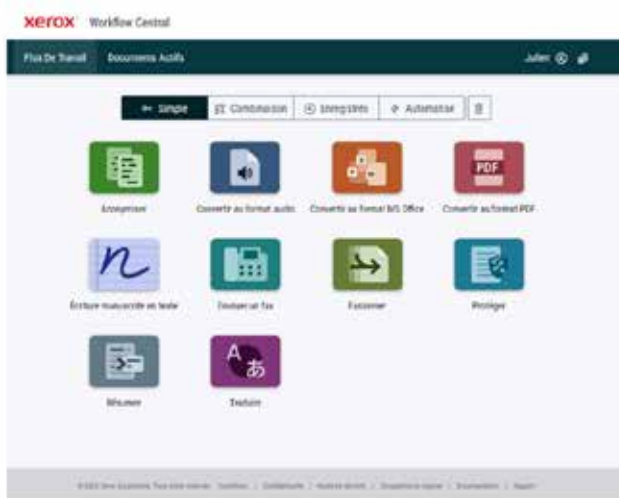 xerox Workflow Central
Flux De Travail Documents Actifs Julien
Simple Combinaison Enregistrés Automatisé
PDF
Anonymiser Convertir au format audio Convertir au format MS Office Convertir au format PDF
n
Écriture manuscrite en texte Envoyer un fax Fusionner Protéger
A あ
Résumer Traduire